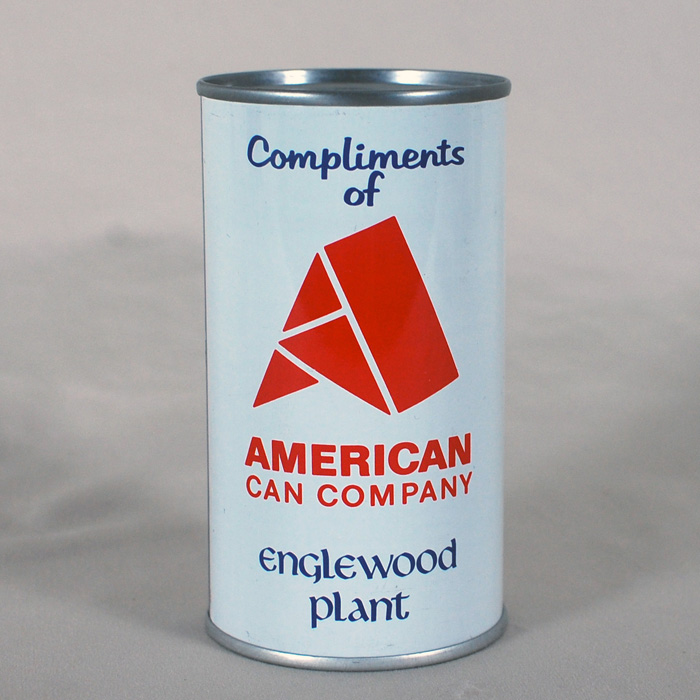 Compliments
of
AMERICAN
CAN COMPANY
englewood
plant